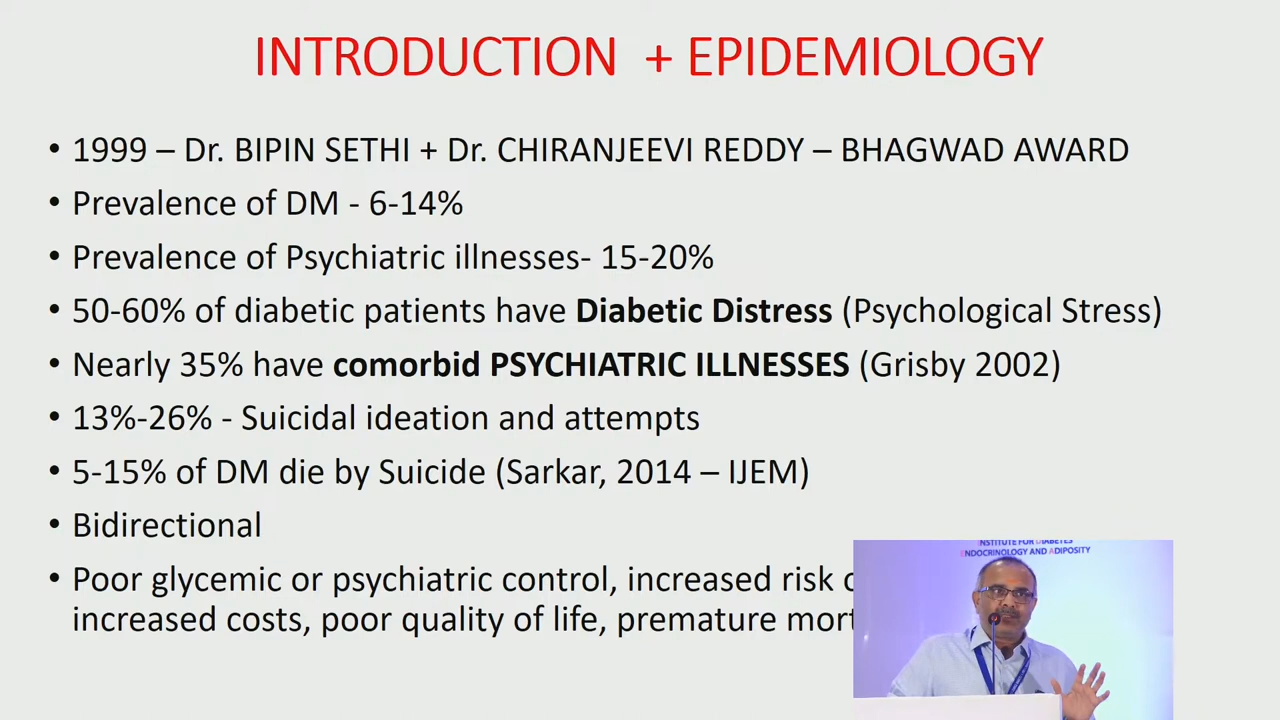 INTRODUCTION + EPIDEMIOLOGY
• 1999 – Dr. BIPIN SETHI + Dr. CHIRANJEEVI REDDY – BHAGWAD AWARD
• Prevalence of DM - 6-14%
• Prevalence of Psychiatric illnesses- 15-20%
• 50-60% of diabetic patients have Diabetic Distress (Psychological Stress)
• Nearly 35% have comorbid PSYCHIATRIC ILLNESSES (Grisby 2002)
• 13%-26% - Suicidal ideation and attempts
• 5-15% of DM die by Suicide (Sarkar, 2014 – IJEM)
• Bidirectional
• Poor glycemic or psychiatric control, increased risk
increased costs, poor quality of life, premature
INSTITUTE FOR DIABETES
ENDOCRINOLOGY AND ADIPOSITY